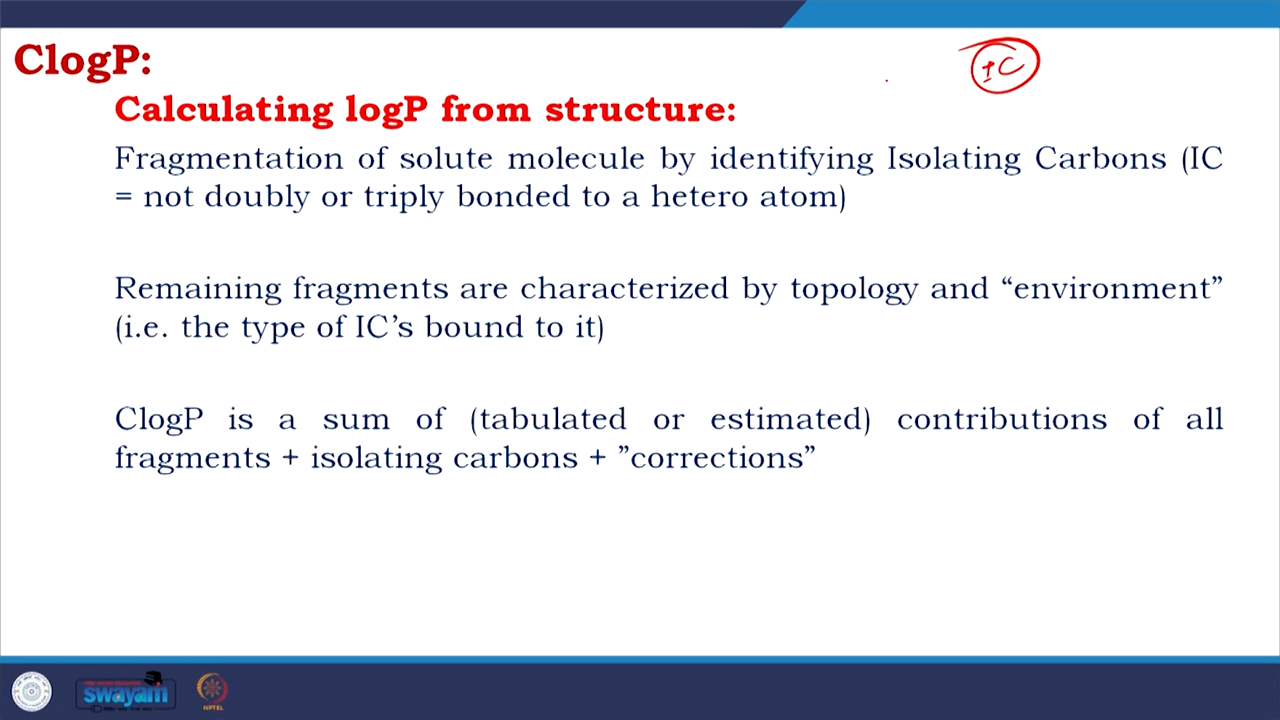 ClogP:
IC
Calculating logP from structure:
Fragmentation of solute molecule by identifying Isolating Carbons (IC
= not doubly or triply bonded to a hetero atom)
Remaining fragments are characterized by topology and “environment”
(i.e. the type of IC’s bound to it)
ClogP is a sum of (tabulated or estimated) contributions of all
fragments + isolating carbons + ”corrections”
swayam
NPTEL